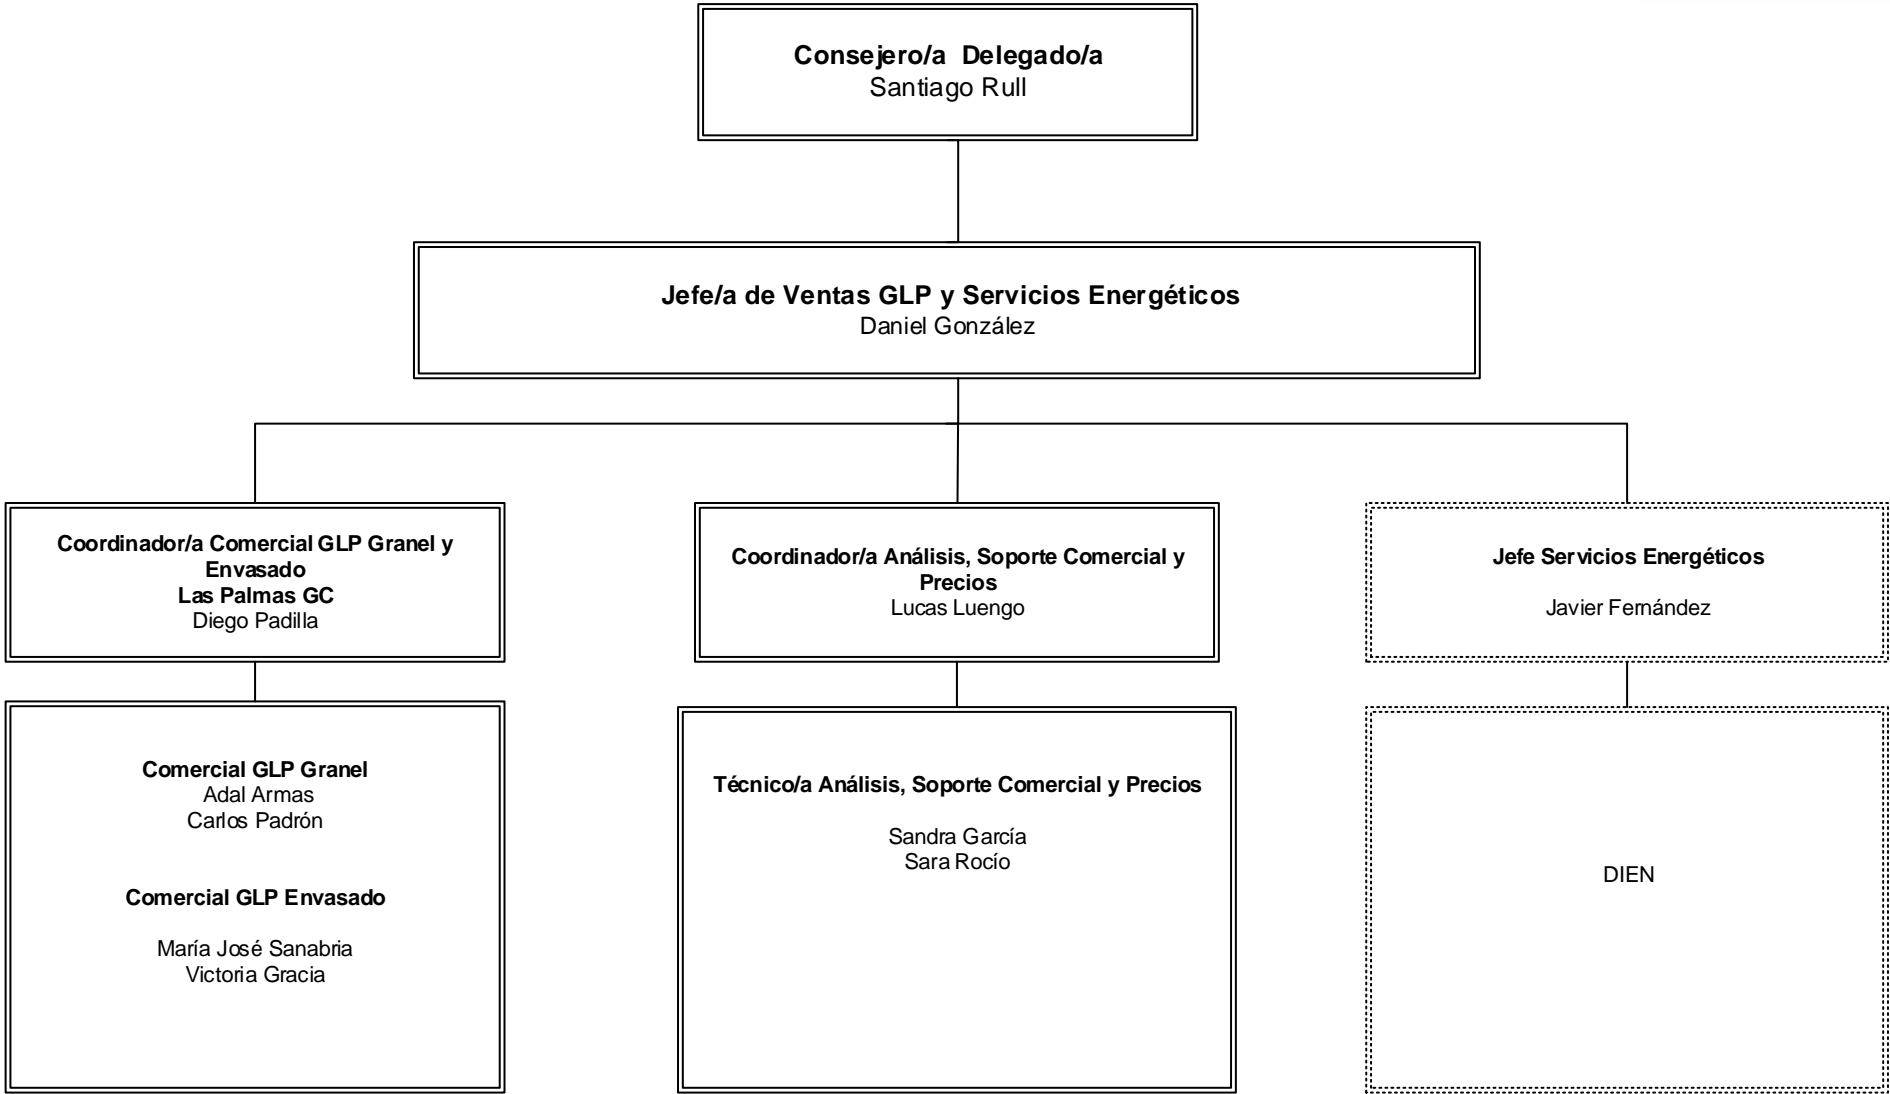 Consejero/a Delegado/a
Santiago Rull
Jefe/a de Ventas GLP y Servicios Energéticos
Daniel González
Coordinador/a Comercial GLP Granel y
Envasado
Las Palmas GC
Diego Padilla
Coordinador/a Análisis, Soporte Comercial y
Precios
Lucas Luengo
Jefe Servicios Energéticos
Javier Fernández
Comercial GLP Granel
Adal Armas
Carlos Padrón
Comercial GLP Envasado
María José Sanabria
Victoria Gracia
Técnico/a Análisis, Soporte Comercial y Precios
Sandra García
Sara Rocío
DIEN